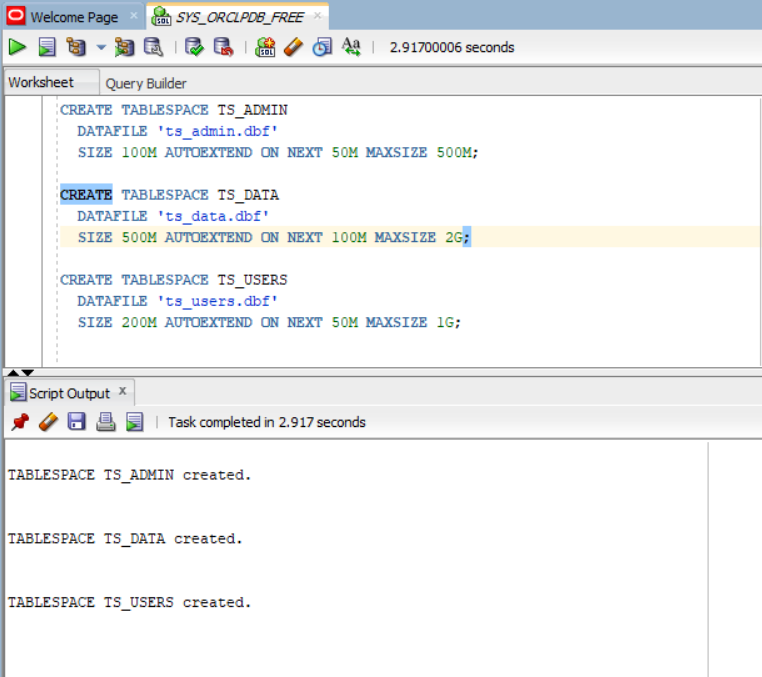 Welcome Page
SYS_ORCLPDB_FREE
SQL
SQL
Aa
2.91700006 seconds
Worksheet
Query Builder
CREATE TABLESPACE TS_ADMIN
DATAFILE 'ts_admin.dbf'
SIZE 100M AUTOEXTEND ON NEXT 50M MAXSIZE 500M;
CREATE TABLESPACE TS_DATA
DATAFILE 'ts_data.dbf'
SIZE 500M AUTOEXTEND ON NEXT 100M MAXSIZE 2G;
CREATE TABLESPACE TS_USERS
DATAFILE 'ts_users.dbf'
SIZE 200M AUTOEXTEND ON NEXT 50M MAXSIZE 1G;
Script Output
Task completed in 2.917 seconds
TABLESPACE TS_ADMIN created.
TABLESPACE TS_DATA created.
TABLESPACE TS_USERS created.